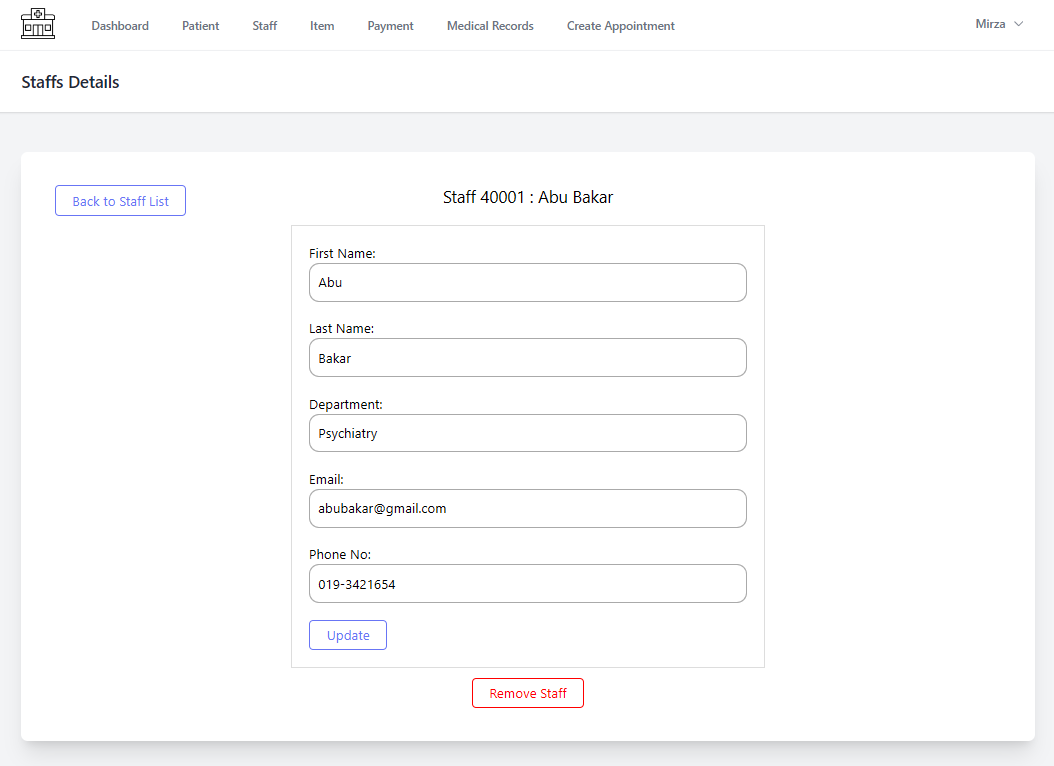 Dashboard Patient Staff Item Payment Medical Records Create Appointment Mirza
Staffs Details
Back to Staff List
Staff 40001 : Abu Bakar
First Name:
Abu
Last Name:
Bakar
Department:
Psychiatry
Email:
abubakar@gmail.com
Phone No:
019-3421654
Update
Remove Staff